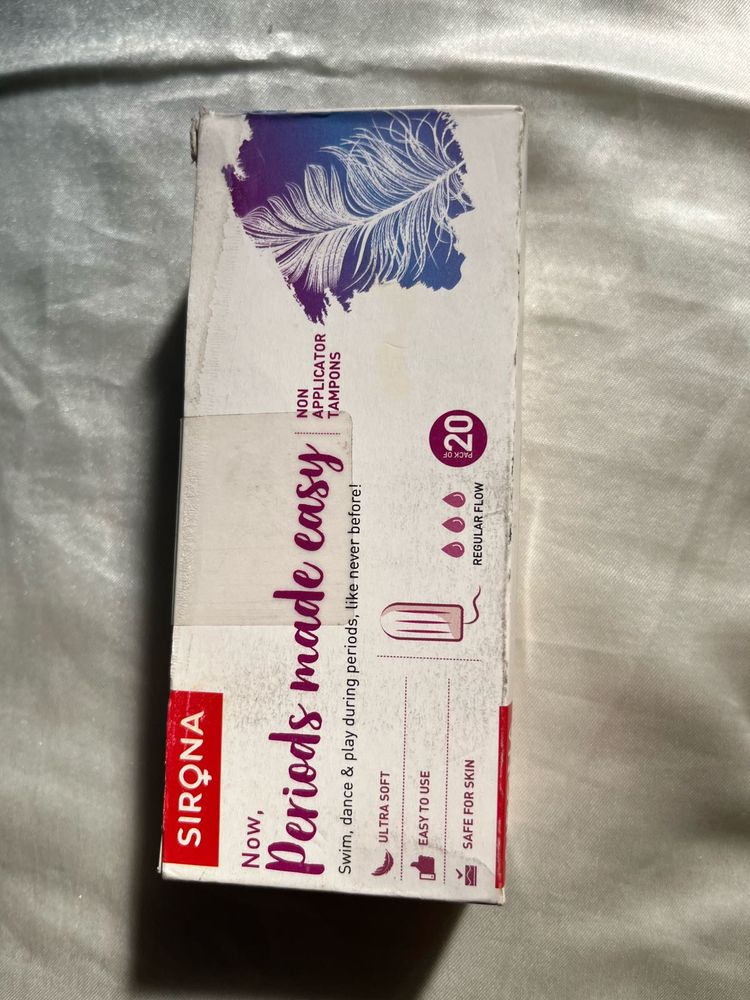 SIRONA
Now,
Periods made easy
NON
APPLICATOR
TAMPONS
Swim, dance & play during periods, like never before!
ULTRA SOFT
EASY TO USE
SAFE FOR SKIN
REGULAR FLOW
PACK OF
20